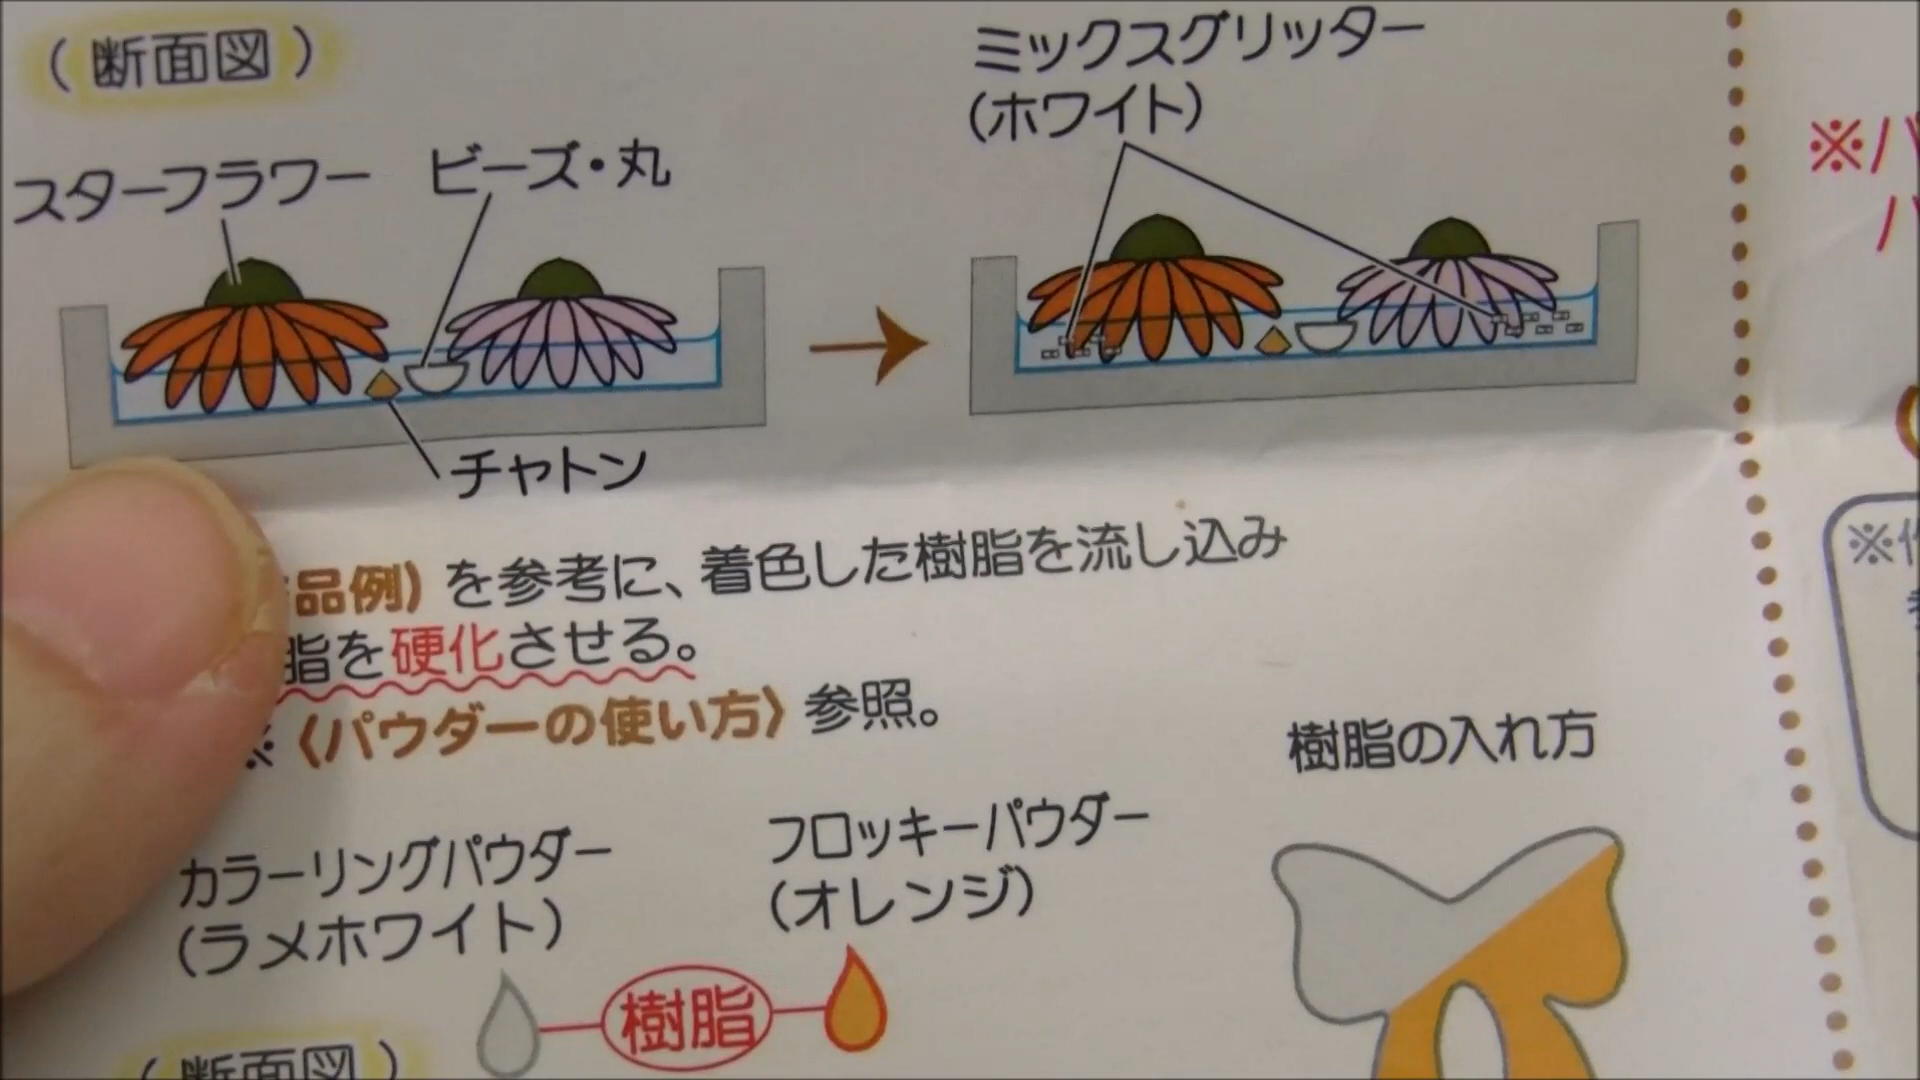 (断面図)
ミックスグリッター
(ホワイト)
スターフラワー
ビーズ・丸
チャトン
品例) を参考に、着色した樹脂を流し込み
脂を硬化させる。
※〈パウダーの使い方〉参照。
樹脂の入れ方
カラーリングパウダー
(ラメホワイト)
フロッキーパウダー
(オレンジ)
樹脂
(断面図)
※パ
※作